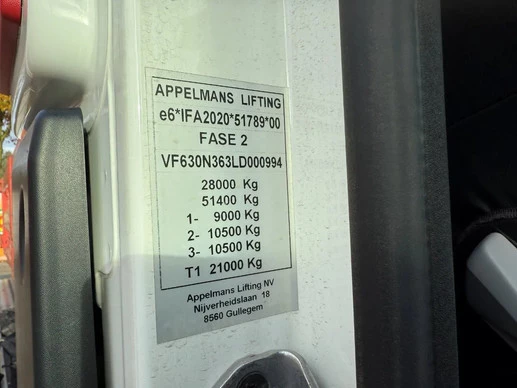 APPELMANS LIFTING
e6*IFA2020*51789*00
FASE 2
VF630N363LD000994
28000 Kg
51400 Kg
1- 9000 Kg
2- 10500 Kg
3- 10500 Kg
T1 21000 Kg
Appelmans Lifting NV
Nijverheidslaan 18
8560 Gullegem